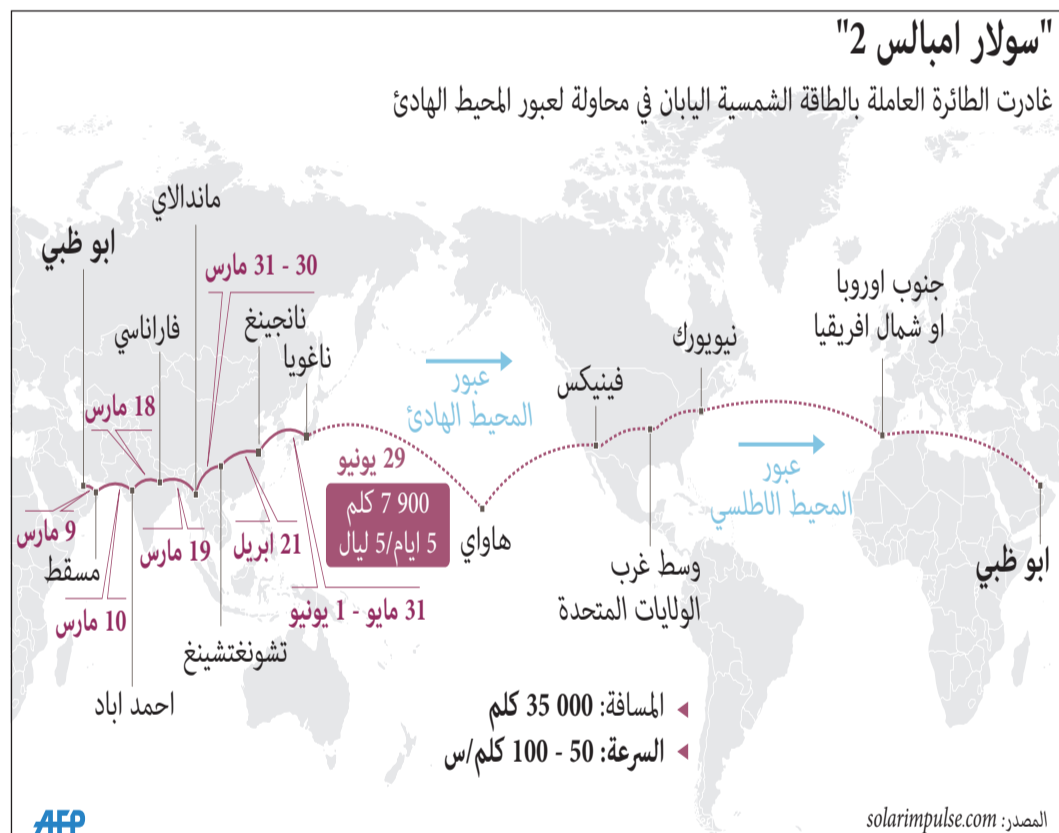 "سولار امبالس 2"
غادرت الطائرة العاملة بالطاقة الشمسية اليابان في محاولة لعبور المحيط الهادئ
ماندالاي
ابو ظبي
30 - 31 مارس
فاراناسي
نانجينغ
ناغويا
18 مارس
عبور
المحيط الهادئ
فينيكس
نيويورك
جنوب اوروبا
او شمال افريقيا
29 يونيو
7 900 كلم
5 ايام/5 ليال
هاواي
عبور
المحيط الاطلسي
9 مارس
مسقط
10 مارس
19 مارس
21 ابريل
31 مايو - 1 يونيو
وسط غرب
الولايات المتحدة
ابو ظبي
تشونغتشينغ
احمد اباد
المسافة: 000 35 كلم
السرعة: 50 - 100 كلم/س
AFP
المصدر: solarimpulse.com